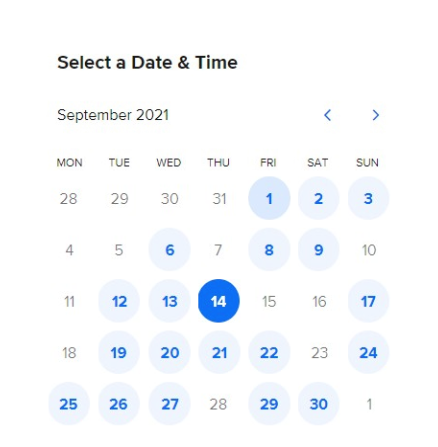 Select a Date & Time
September 2021
MON TUE WED THU FRI SAT SUN
28 29 30 31 1 2 3
4 5 6 7 8 9 10
11 12 13 14 15 16 17
18 19 20 21 22 23 24
25 26 27 28 29 30 1